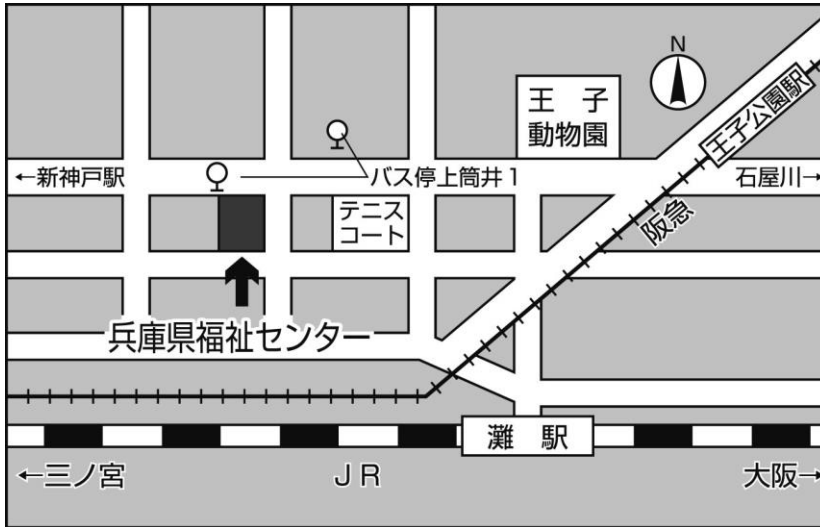 N
王子
動物園
王子公園駅
←新神戸駅
バス停上筒井1
石屋川→
テニス
コート
阪急
兵庫県福祉センター
灘駅
←三ノ宮
JR
大阪→